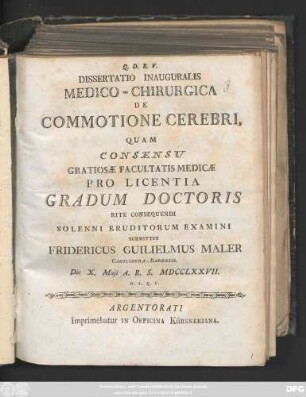 Q. D. B. V.
DISSERTATIO INAUGURALIS
MEDICO-CHIRURGICA
DE
COMMOTIONE CEREBRI,
QUAM
CONSENSU
GRATIOSÆ FACULTATIS MEDICÆ
PRO LICENTIA
GRADUM DOCTORIS
RITE CONSEQUENDI
SOLENNI ERUDITORUM EXAMINI
SUBMITTIT
FRIDERICUS GUILIELMUS MALER
Die X. Maji A. R. S. MDCCLXXVII.
H. L. Q. S.
ARGENTORATI
Imprimebatur IN OFFICINA KÜRSNERIANA.